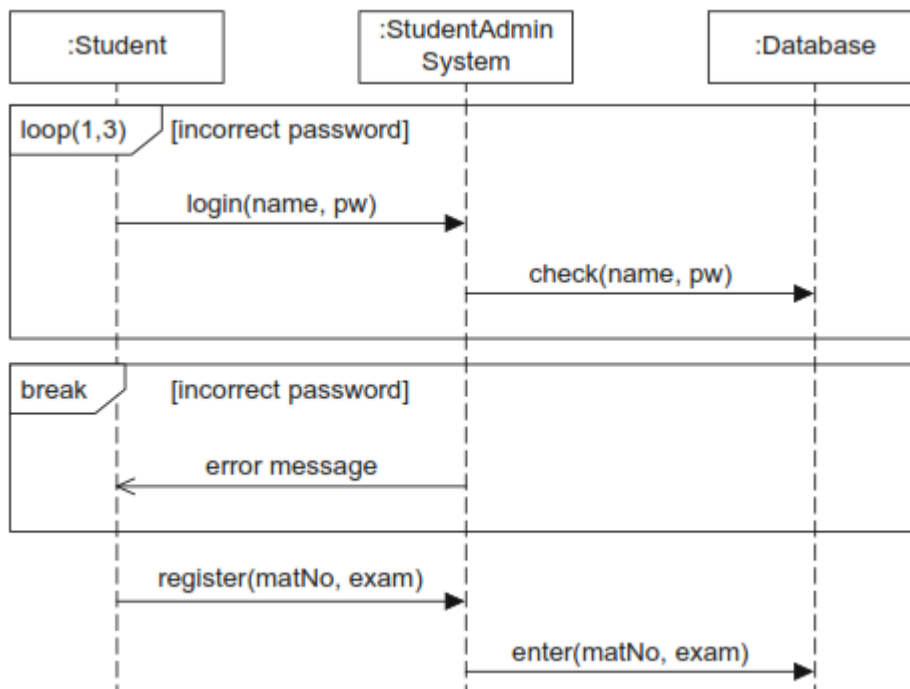 :Student
:StudentAdmin
System
:Database
loop(1,3)
[incorrect password]
login(name, pw)
check(name, pw)
break
[incorrect password]
error message
register(matNo, exam)
enter(matNo, exam)